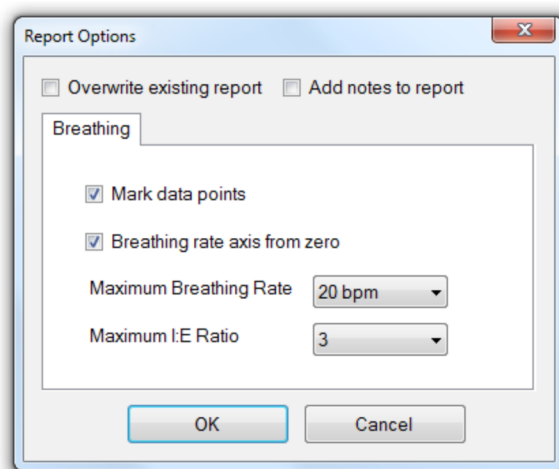 Report Options
Overwrite existing report Add notes to report
Breathing
Mark data points
Breathing rate axis from zero
Maximum Breathing Rate 20 bpm
Maximum I:E Ratio 3
OK Cancel